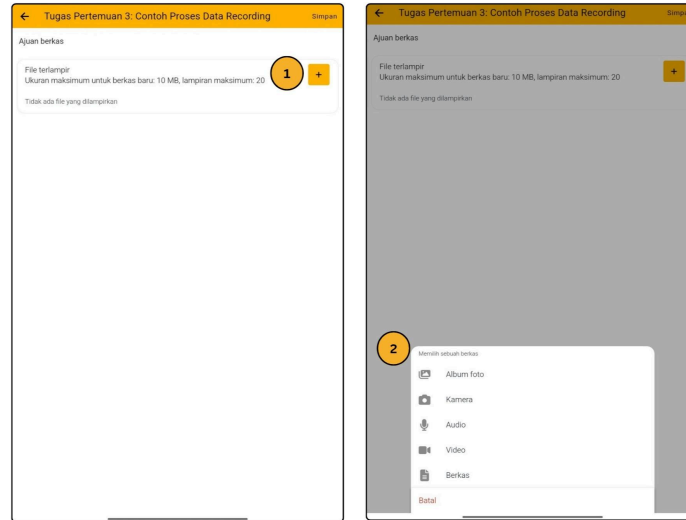 Tugas Pertemuan 3: Contoh Proses Data Recording Simpan
Ajuan berkas
File terlampir
Ukuran maksimum untuk berkas baru: 10 MB, lampiran maksimum: 20
1
+
Tidak ada file yang dilampirkan
Tugas Pertemuan 3: Contoh Proses Data Recording Simpa
Ajuan berkas
File terlampir
Ukuran maksimum untuk berkas baru: 10 MB, lampiran maksimum: 20
+
Tidak ada file yang dilampirkan
2
Memilih sebuah berkas
Album foto
Kamera
Audio
Video
Berkas
Batal